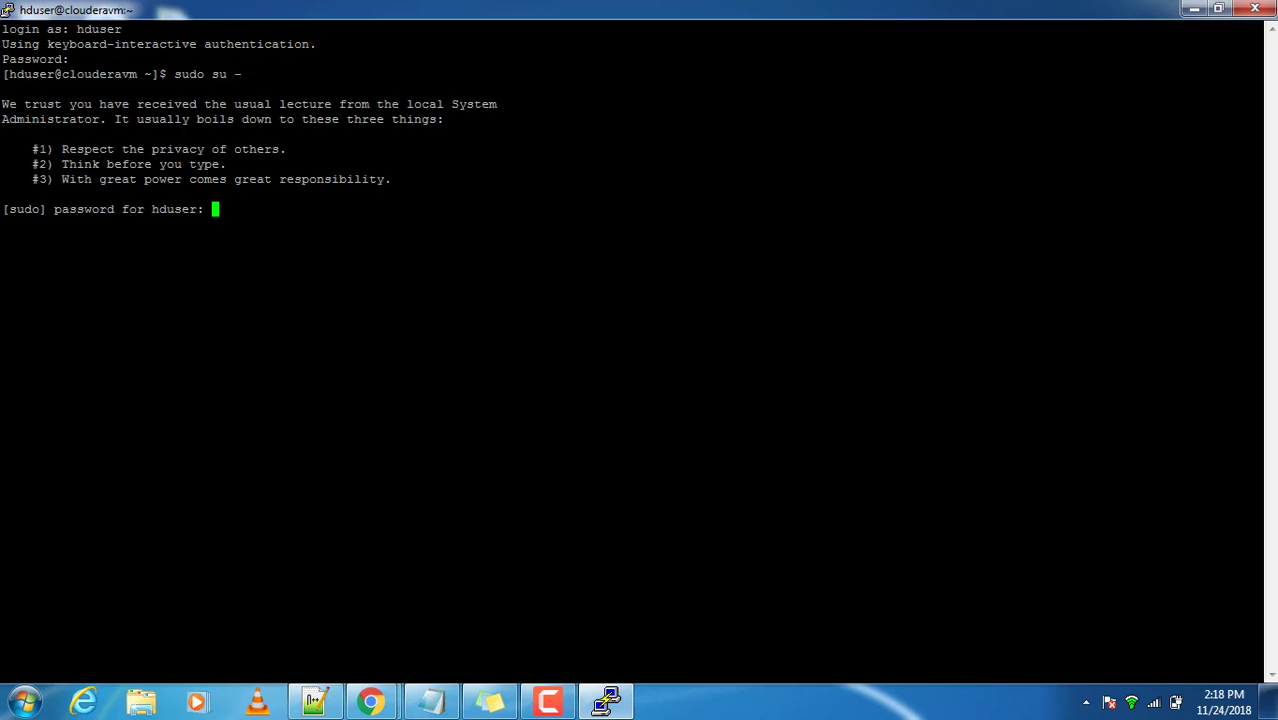 hduser@clouderavm:~
login as: hduser
Using keyboard-interactive authentication.
Password:
[hduser@clouderavm ~]$ sudo su -
We trust you have received the usual lecture from the local System
Administrator. It usually boils down to these three things:
#1) Respect the privacy of others.
#2) Think before you type.
#3) With great power comes great responsibility.
[sudo] password for hduser:
2:18 PM
11/24/2018